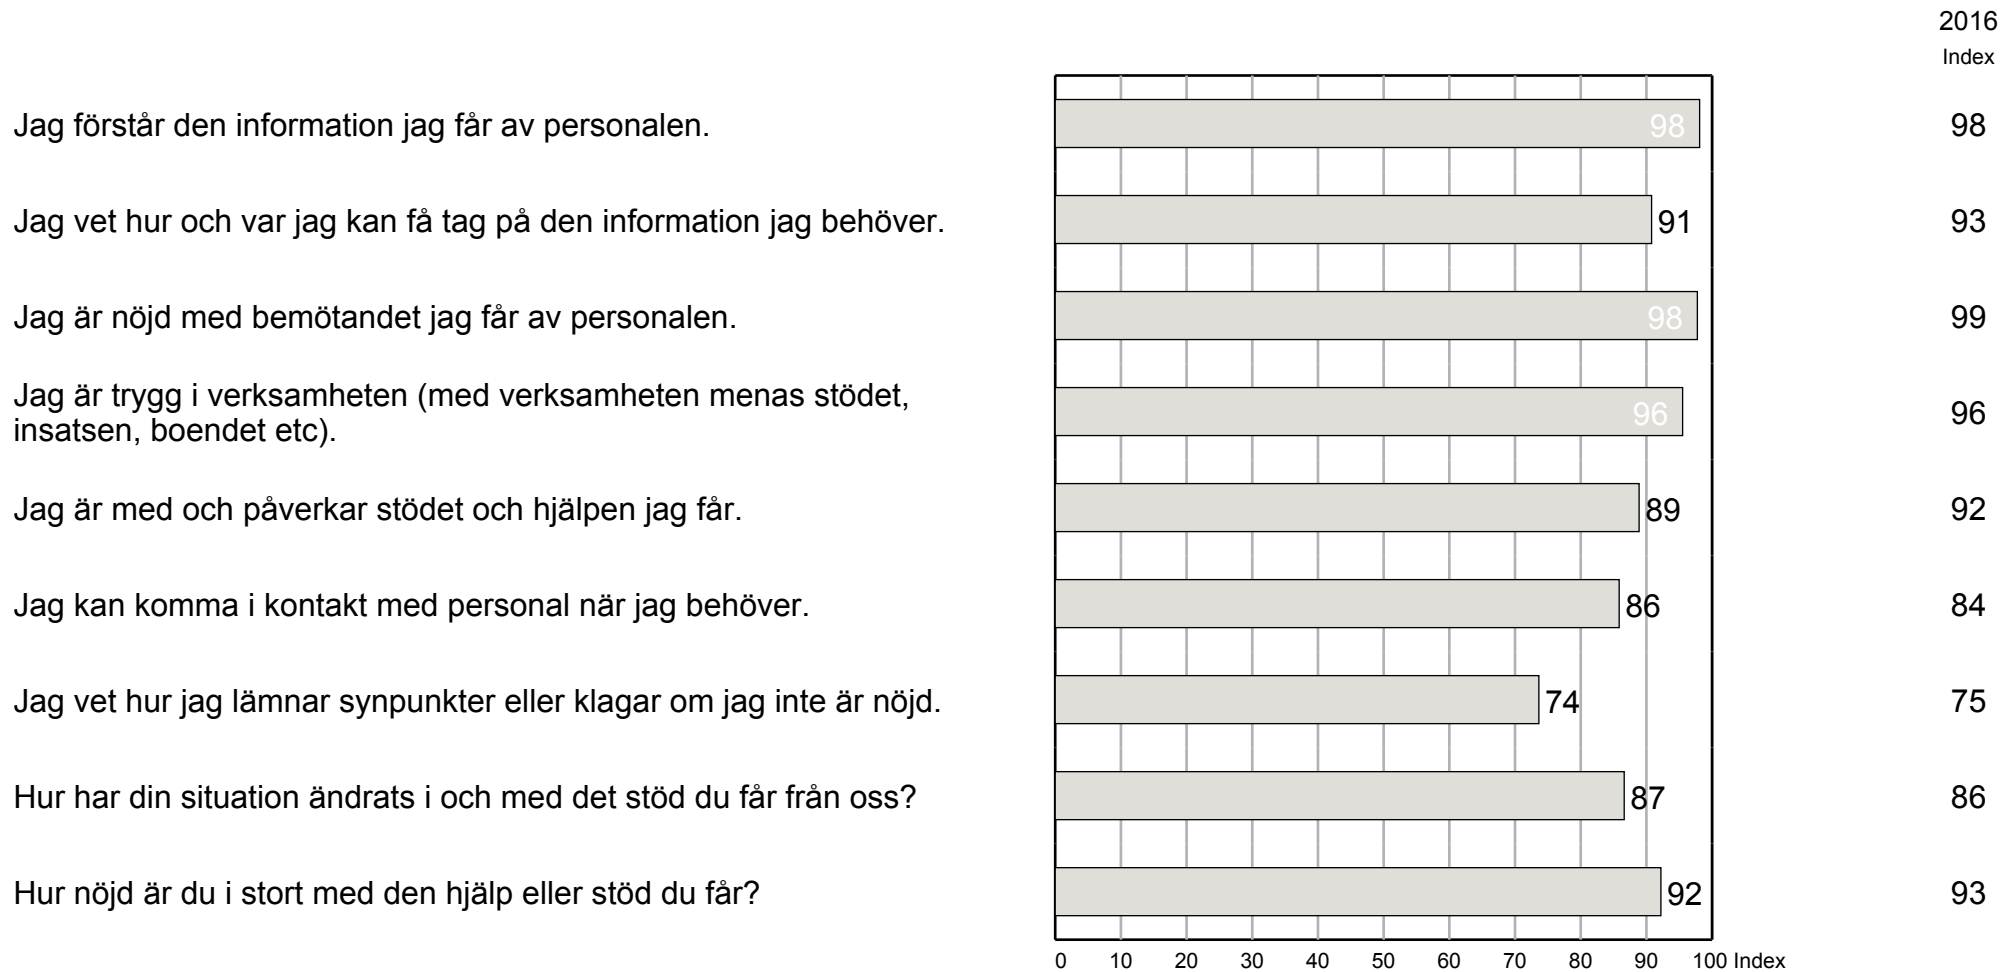 2016
Index
Jag förstår den information jag får av personalen. 98 98
Jag vet hur och var jag kan få tag på den information jag behöver. 91 93
Jag är nöjd med bemötandet jag får av personalen. 98 99
Jag är trygg i verksamheten (med verksamheten menas stödet,
insatsen, boendet etc). 96 96
Jag är med och påverkar stödet och hjälpen jag får. 89 92
Jag kan komma i kontakt med personal när jag behöver. 86 84
Jag vet hur jag lämnar synpunkter eller klagar om jag inte är nöjd. 74 75
Hur har din situation ändrats i och med det stöd du får från oss? 87 86
Hur nöjd är du i stort med den hjälp eller stöd du får? 92 93
0 10 20 30 40 50 60 70 80 90 100 Index